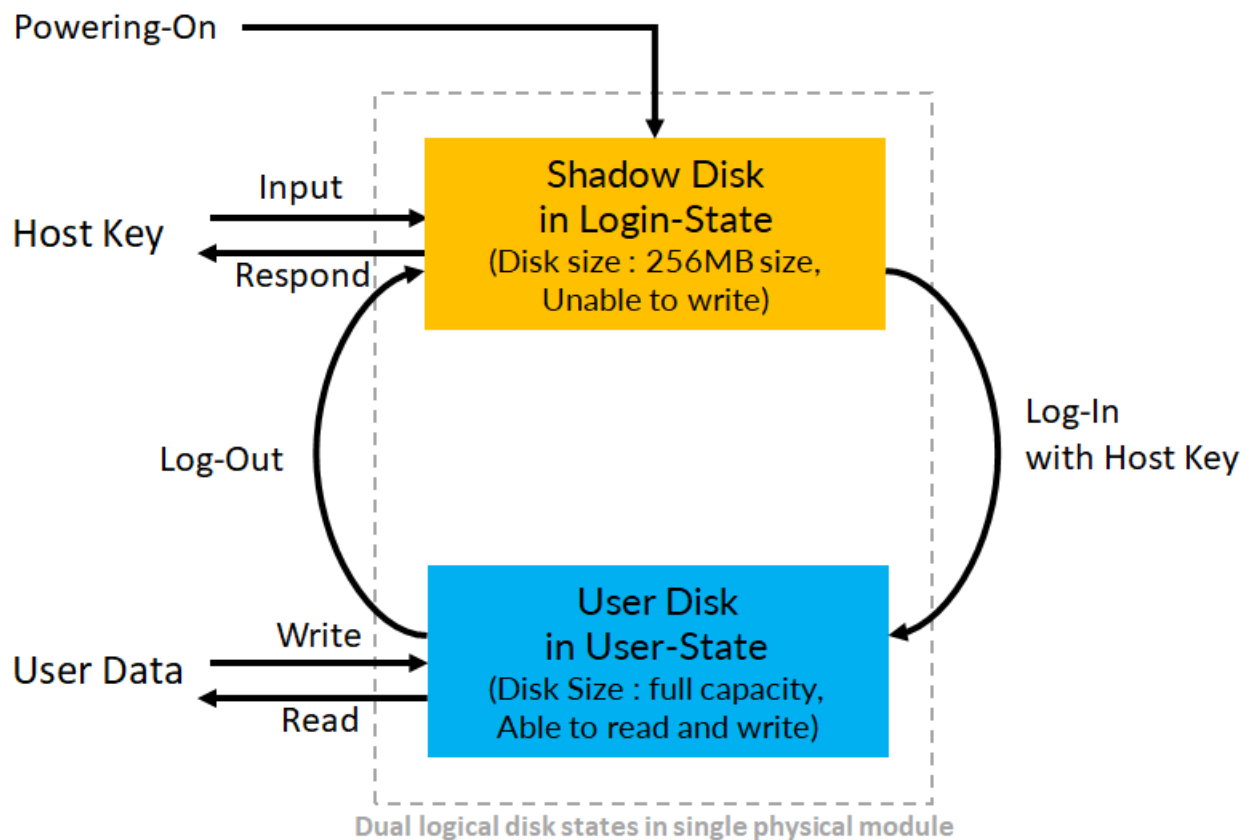 Powering-On
Shadow Disk
in Login-State
(Disk size : 256MB size,
Unable to write)
Input
Host Key
Respond
Log-Out
Log-In
with Host Key
User Disk
in User-State
(Disk Size : full capacity,
Able to read and write)
Write
User Data
Read
Dual logical disk states in single physical module